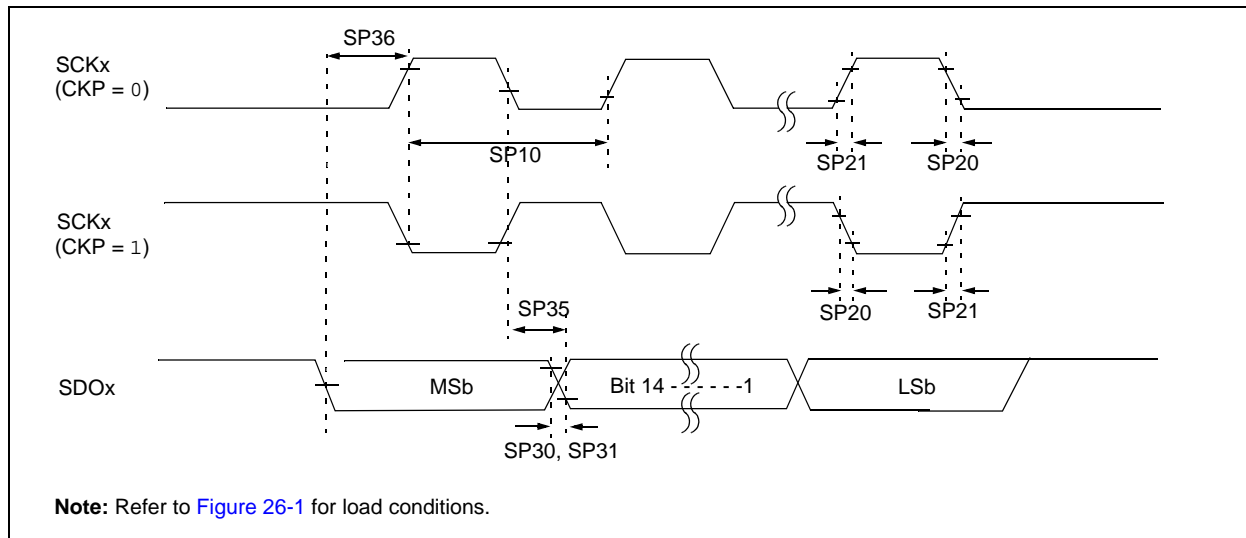 SP36
SCKx
(CKP = 0)
SP10
SP21
SP20
SCKx
(CKP = 1)
SP35
SP20
SP21
SDOx
MSb
Bit 14 - - - - - -1
LSb
SP30, SP31
Note: Refer to Figure 26-1 for load conditions.